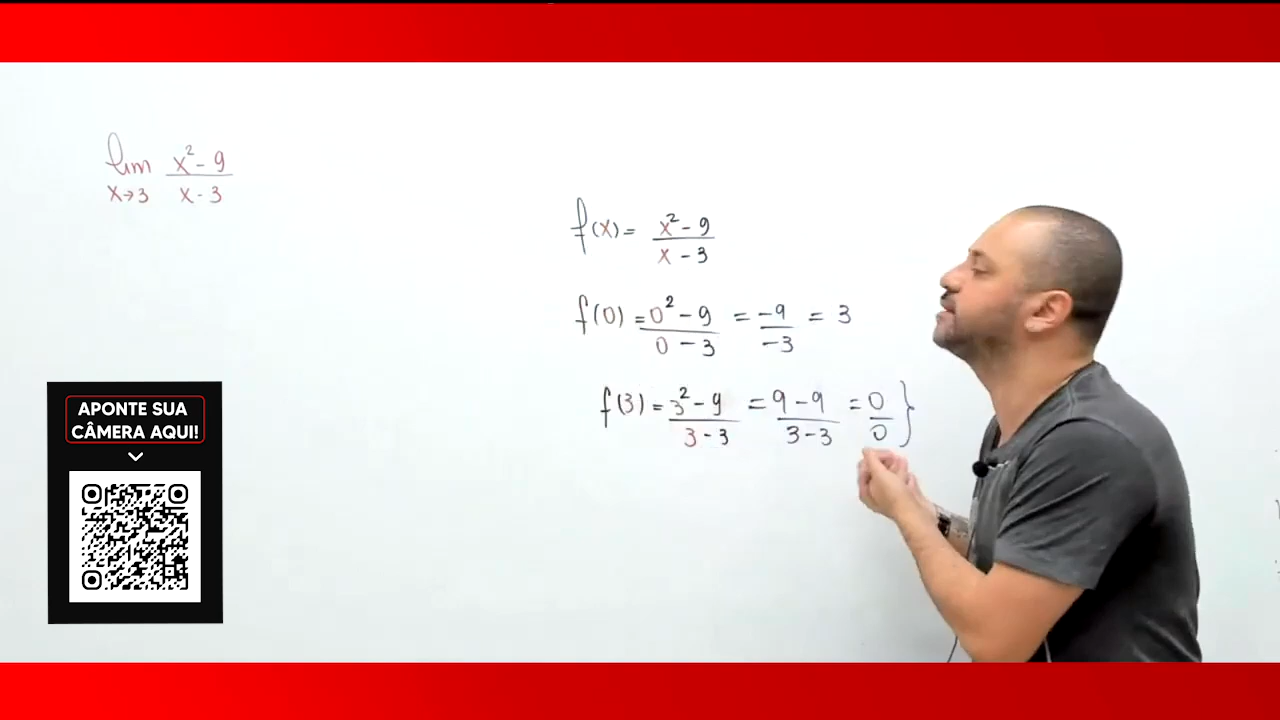 lim x²- 9
x→3 x - 3
f(x) = x² - 9
x - 3
f(0) = 0² - 9 = -9 = 3
0 - 3 -3
f(3) = 3² - 9 = 9 - 9 = 0 }
3 - 3 3 - 3 0
APONTE SUA
CÂMERA AQUI!